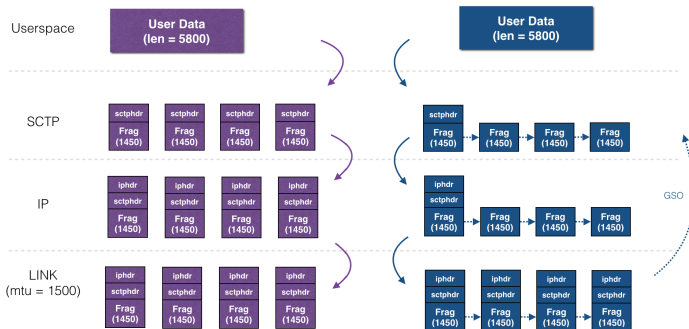 Userspace
User Data
(len = 5800)
User Data
(len = 5800)
SCTP
sctphdr
Frag
(1450)
sctphdr
Frag
(1450)
sctphdr
Frag
(1450)
sctphdr
Frag
(1450)
sctphdr
Frag
(1450)
Frag
(1450)
Frag
(1450)
Frag
(1450)
IP
iphdr
sctphdr
Frag
(1450)
iphdr
sctphdr
Frag
(1450)
iphdr
sctphdr
Frag
(1450)
iphdr
sctphdr
Frag
(1450)
iphdr
sctphdr
Frag
(1450)
Frag
(1450)
Frag
(1450)
Frag
(1450)
GSO
LINK
(mtu = 1500)
iphdr
sctphdr
Frag
(1450)
iphdr
sctphdr
Frag
(1450)
iphdr
sctphdr
Frag
(1450)
iphdr
sctphdr
Frag
(1450)
iphdr
sctphdr
Frag
(1450)
iphdr
sctphdr
Frag
(1450)
iphdr
sctphdr
Frag
(1450)
iphdr
sctphdr
Frag
(1450)